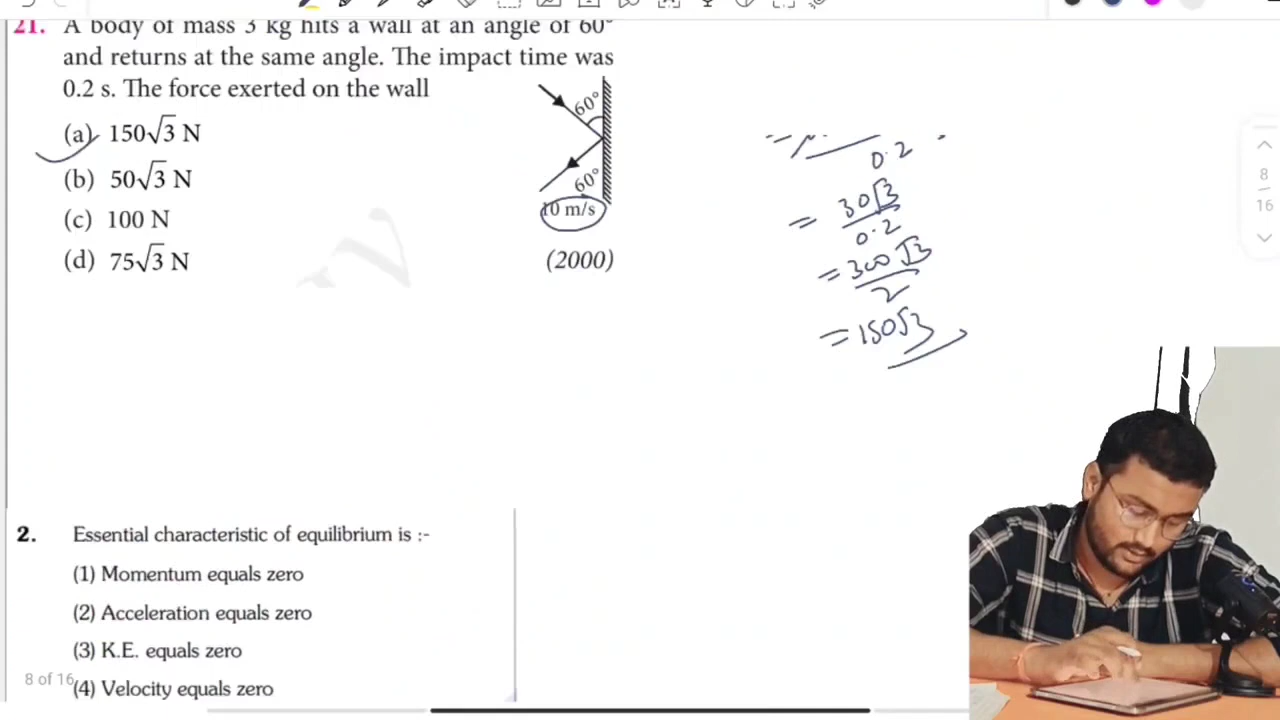 21. A body of mass 3 kg hits a wall at an angle of 60°
and returns at the same angle. The impact time was
0.2 s. The force exerted on the wall
(a) 150√3 N
(b) 50√3 N
(c) 100 N
(d) 75√3 N
60°
60°
10 m/s
(2000)
0.2
= 30√3
0.2
= 300√3
2
= 150√3
8
16
2. Essential characteristic of equilibrium is :-
(1) Momentum equals zero
(2) Acceleration equals zero
(3) K.E. equals zero
(4) Velocity equals zero
8 of 16